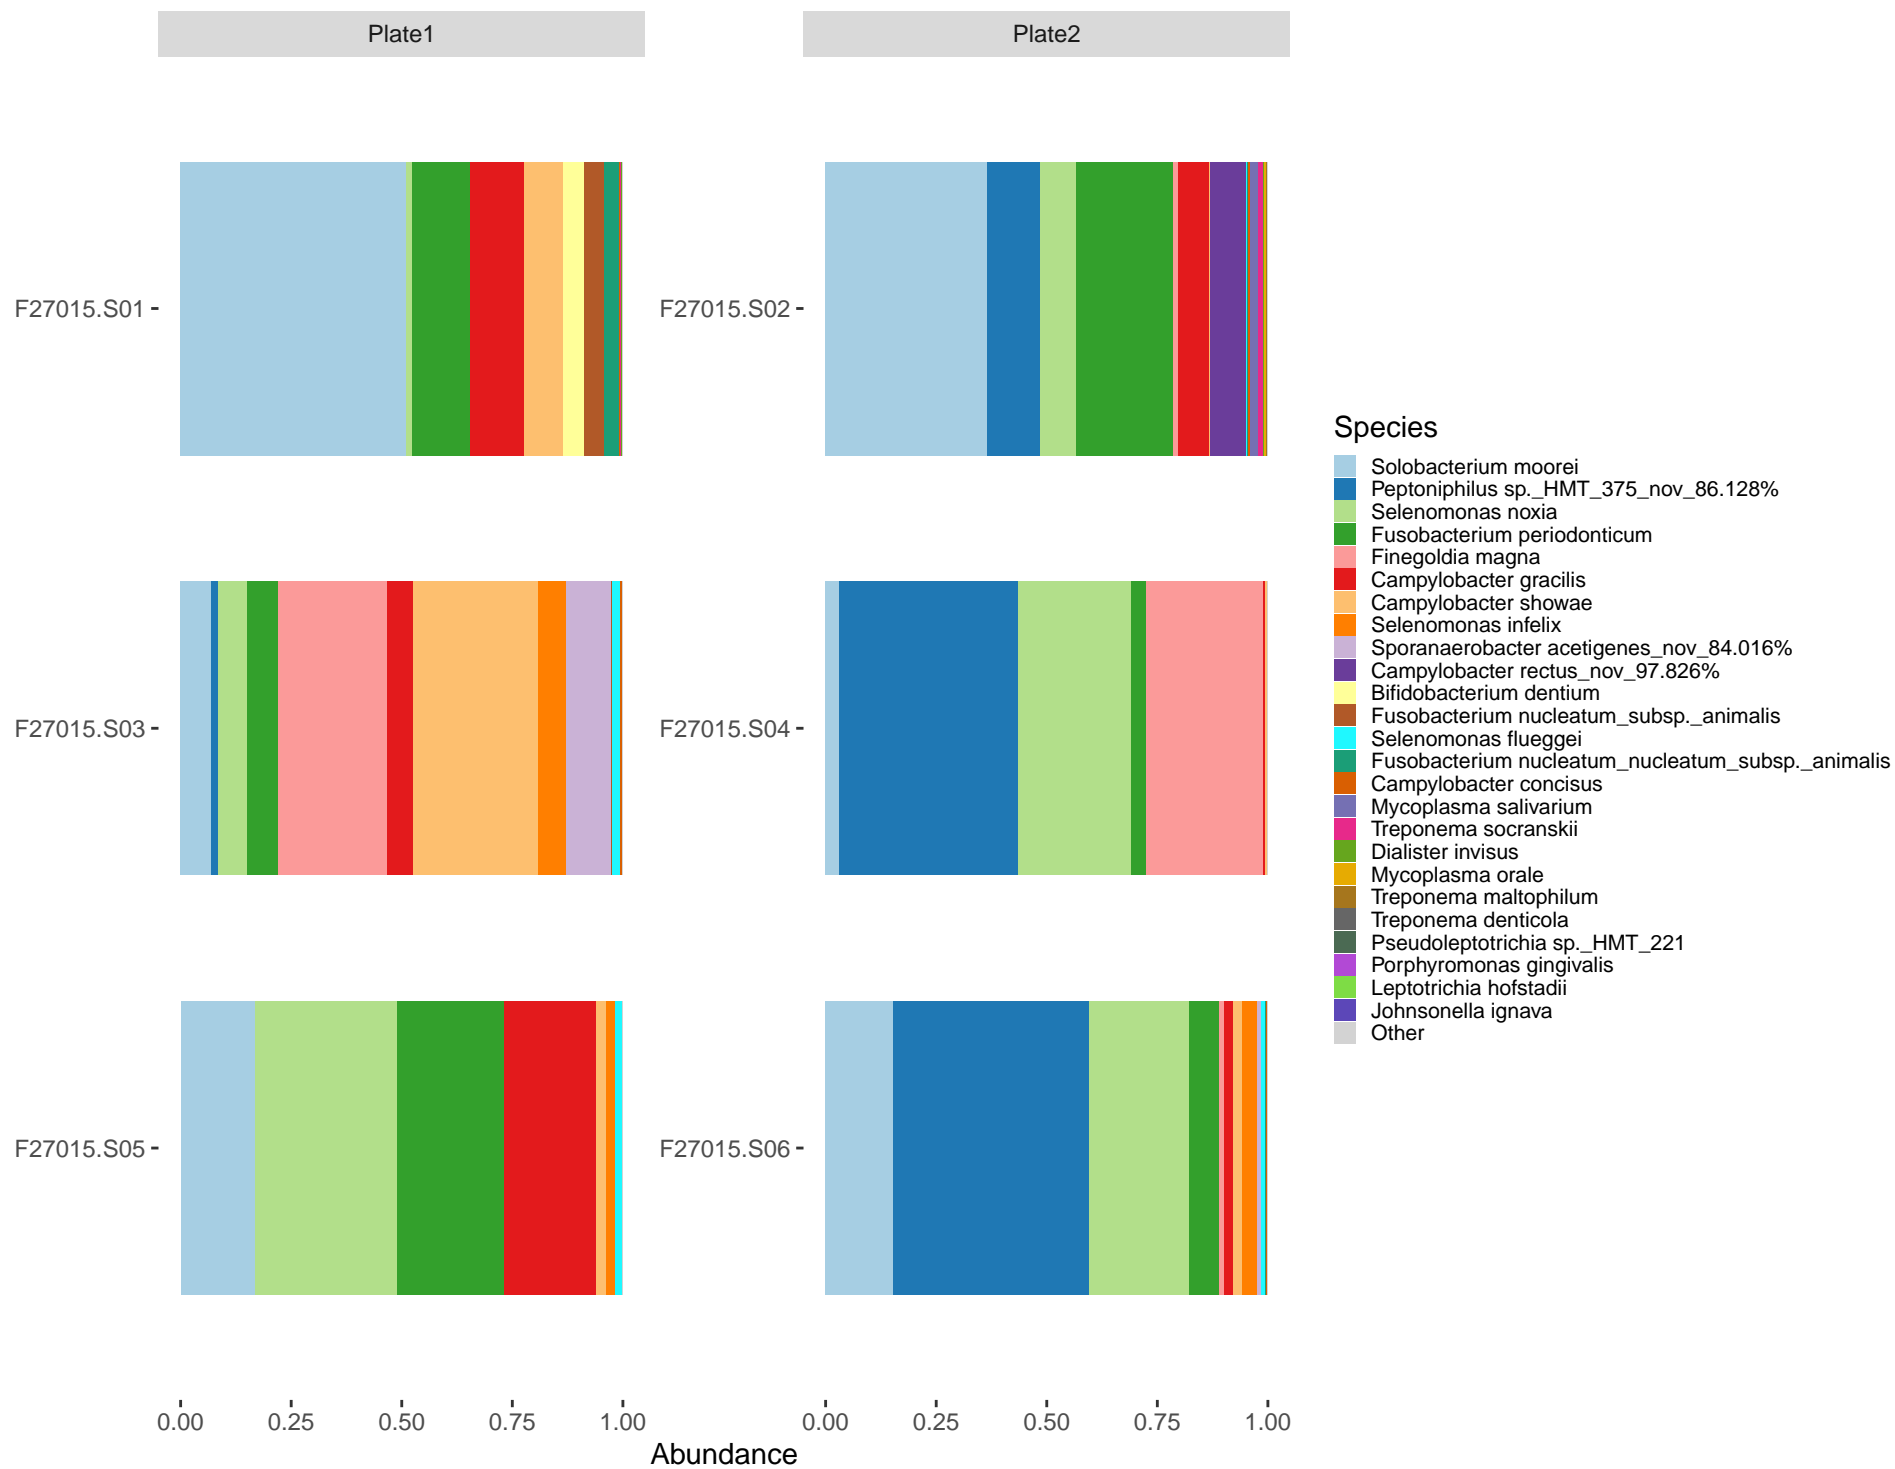 Plate1
Plate2
F27015.S01
F27015.S02
F27015.S03
F27015.S04
F27015.S05
F27015.S06
0.00 0.25 0.50 0.75 1.00
0.00 0.25 0.50 0.75 1.00
Abundance
Species
Solobacterium moorei
Peptoniphilus sp._HMT_375_nov_86.128%
Selenomonas noxia
Fusobacterium periodonticum
Finegoldia magna
Campylobacter gracilis
Campylobacter showae
Selenomonas infelix
Sporanaerobacter acetigenes_nov_84.016%
Campylobacter rectus_nov_97.826%
Bifidobacterium dentium
Fusobacterium nucleatum_subsp._animalis
Selenomonas flueggei
Fusobacterium nucleatum_nucleatum_subsp._animalis
Campylobacter concisus
Mycoplasma salivarium
Treponema socranskii
Dialister invisus
Mycoplasma orale
Treponema maltophilum
Treponema denticola
Pseudoleptotrichia sp._HMT_221
Porphyromonas gingivalis
Leptotrichia hofstadii
Johnsonella ignava
Other